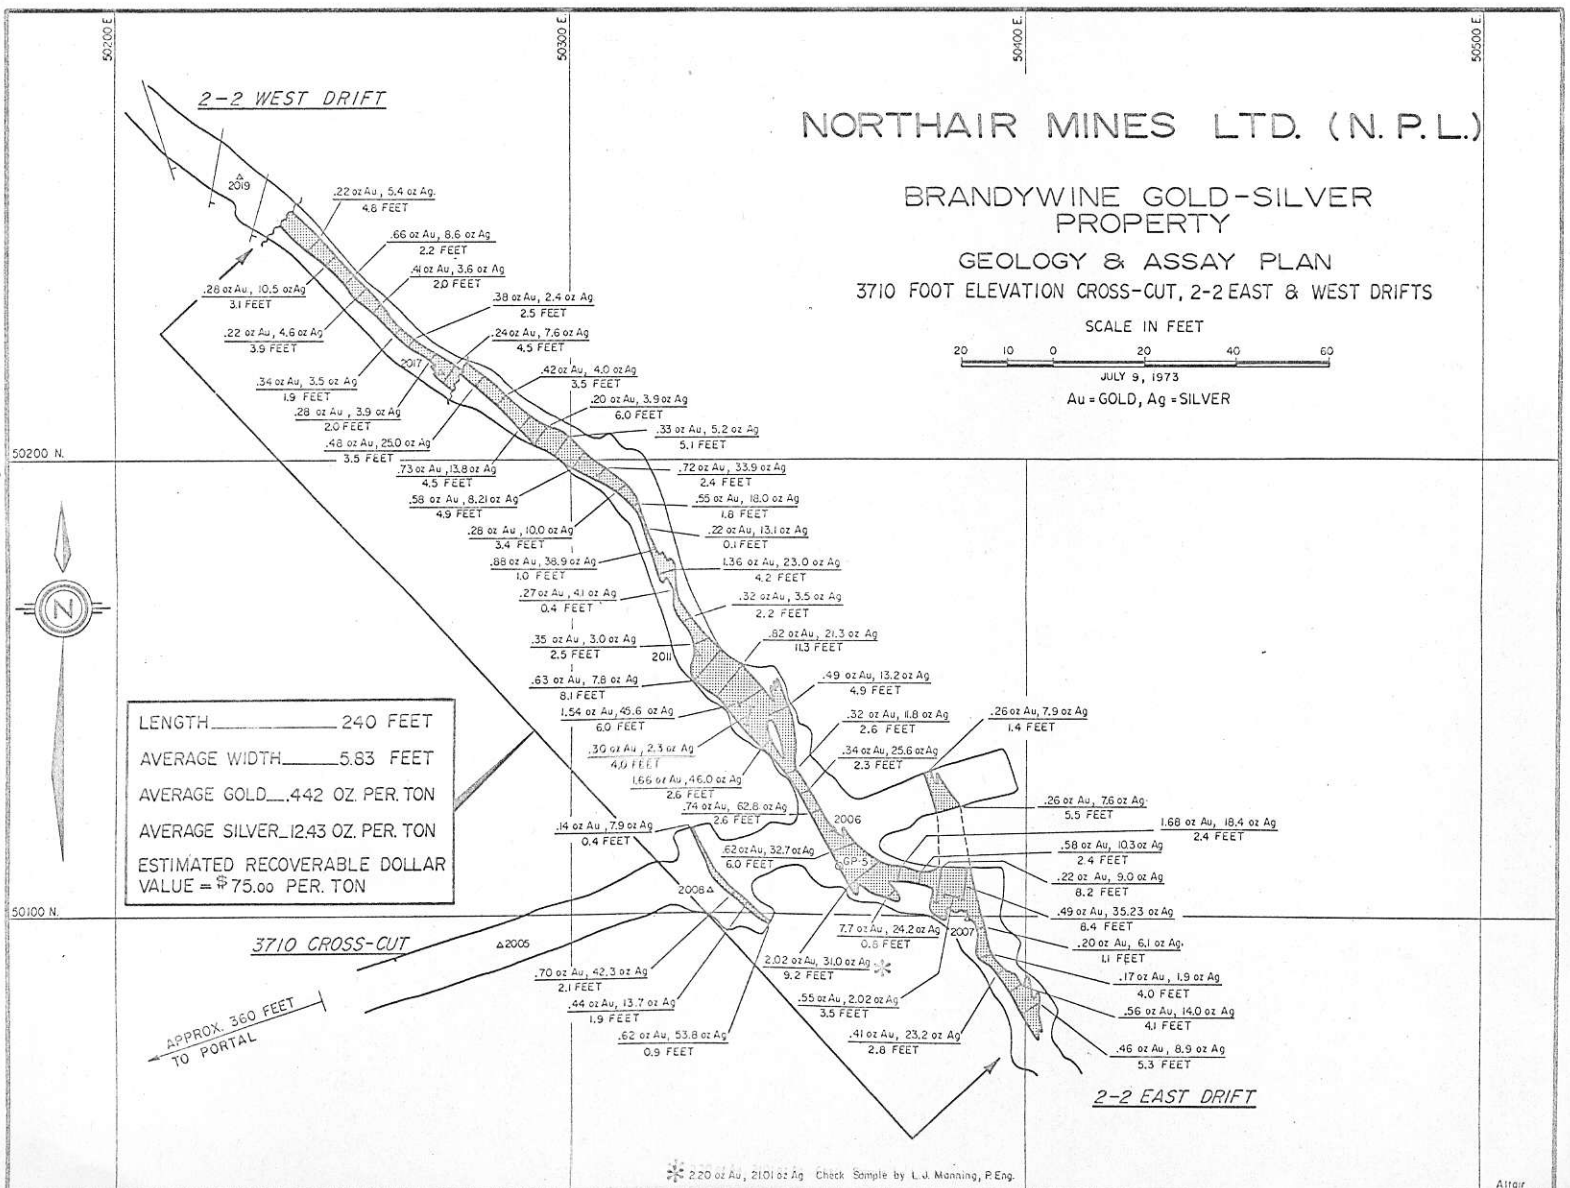 50200 E.
50300 E.
50400 E.
50500 E.
2-2 WEST DRIFT
NORTHAIR MINES LTD. (N.P.L.)
BRANDYWINE GOLD-SILVER
PROPERTY
GEOLOGY & ASSAY PLAN
3710 FOOT ELEVATION CROSS-CUT, 2-2 EAST & WEST DRIFTS
SCALE IN FEET
20 10 0 20 40 60
JULY 9, 1973
Au = GOLD, Ag = SILVER
2019
.22 oz Au, 5.4 oz Ag.
4.8 FEET
.66 oz Au, 8.6 oz Ag
2.2 FEET
.41 oz Au, 3.6 oz Ag
2.0 FEET
.28 oz Au, 10.5 oz Ag
3.1 FEET
.38 oz Au, 2.4 oz Ag
2.5 FEET
.22 oz Au, 4.6 oz Ag
3.9 FEET
.24 oz Au, 7.6 oz Ag
4.5 FEET
2017
.42 oz Au, 4.0 oz Ag
3.5 FEET
.34 oz Au, 3.5 oz Ag
1.9 FEET
.20 oz Au, 3.9 oz Ag
6.0 FEET
.28 oz Au, 3.9 oz Ag
2.0 FEET
.33 oz Au, 5.2 oz Ag
5.1 FEET
.48 oz Au, 25.0 oz Ag
3.5 FEET
50200 N.
.73 oz Au, 13.8 oz Ag
4.5 FEET
.72 oz Au, 33.9 oz Ag
2.4 FEET
.58 oz Au, 8.21 oz Ag
4.9 FEET
.55 oz Au, 18.0 oz Ag
1.8 FEET
.28 oz Au, 10.0 oz Ag
3.4 FEET
.22 oz Au, 13.1 oz Ag
0.1 FEET
.88 oz Au, 38.9 oz Ag
1.0 FEET
1.36 oz Au, 23.0 oz Ag
4.2 FEET
.27 oz Au, 4.1 oz Ag
0.4 FEET
.32 oz Au, 3.5 oz Ag
2.2 FEET
N
.35 oz Au, 3.0 oz Ag
2.5 FEET
2011
.82 oz Au, 21.3 oz Ag
11.3 FEET
.63 oz Au, 7.8 oz Ag
8.1 FEET
.49 oz Au, 13.2 oz Ag
4.9 FEET
1.54 oz Au, 45.6 oz Ag
6.0 FEET
.32 oz Au, 11.8 oz Ag
2.6 FEET
.26 oz Au, 7.9 oz Ag
1.4 FEET
.30 oz Au, 2.3 oz Ag
4.0 FEET
.34 oz Au, 25.6 oz Ag
2.3 FEET
1.66 oz Au, 46.0 oz Ag
2.6 FEET
.74 oz Au, 62.8 oz Ag
2.6 FEET
.26 oz Au, 7.6 oz Ag.
5.5 FEET
2006
1.68 oz Au, 18.4 oz Ag
2.4 FEET
.14 oz Au, 7.9 oz Ag
0.4 FEET
.62 oz Au, 32.7 oz Ag
6.0 FEET
GP-5
.58 oz Au, 10.3 oz Ag
2.4 FEET
.22 oz Au, 9.0 oz Ag
8.2 FEET
LENGTH 240 FEET
AVERAGE WIDTH 5.83 FEET
AVERAGE GOLD .442 OZ. PER. TON
AVERAGE SILVER 12.43 OZ. PER. TON
ESTIMATED RECOVERABLE DOLLAR
VALUE = $75.00 PER. TON
2008
50100 N.
.49 oz Au, 35.23 oz Ag
8.4 FEET
7.7 oz Au, 24.2 oz Ag
0.8 FEET
2007
3710 CROSS-CUT
2005
.20 oz Au, 6.1 oz Ag.
1.1 FEET
2.02 oz Au, 31.0 oz Ag *
9.2 FEET
.70 oz Au, 42.3 oz Ag
2.1 FEET
.17 oz Au, 1.9 oz Ag
4.0 FEET
.44 oz Au, 13.7 oz Ag
1.9 FEET
.55 oz Au, 2.02 oz Ag
3.5 FEET
.56 oz Au, 14.0 oz Ag
4.1 FEET
.62 oz Au, 53.8 oz Ag
0.9 FEET
.41 oz Au, 23.2 oz Ag
2.8 FEET
.46 oz Au, 8.9 oz Ag
5.3 FEET
APPROX. 360 FEET
TO PORTAL
2-2 EAST DRIFT
* 2.20 oz Au, 21.01 oz Ag Check Sample by L.J. Manning, P.Eng.
Altair